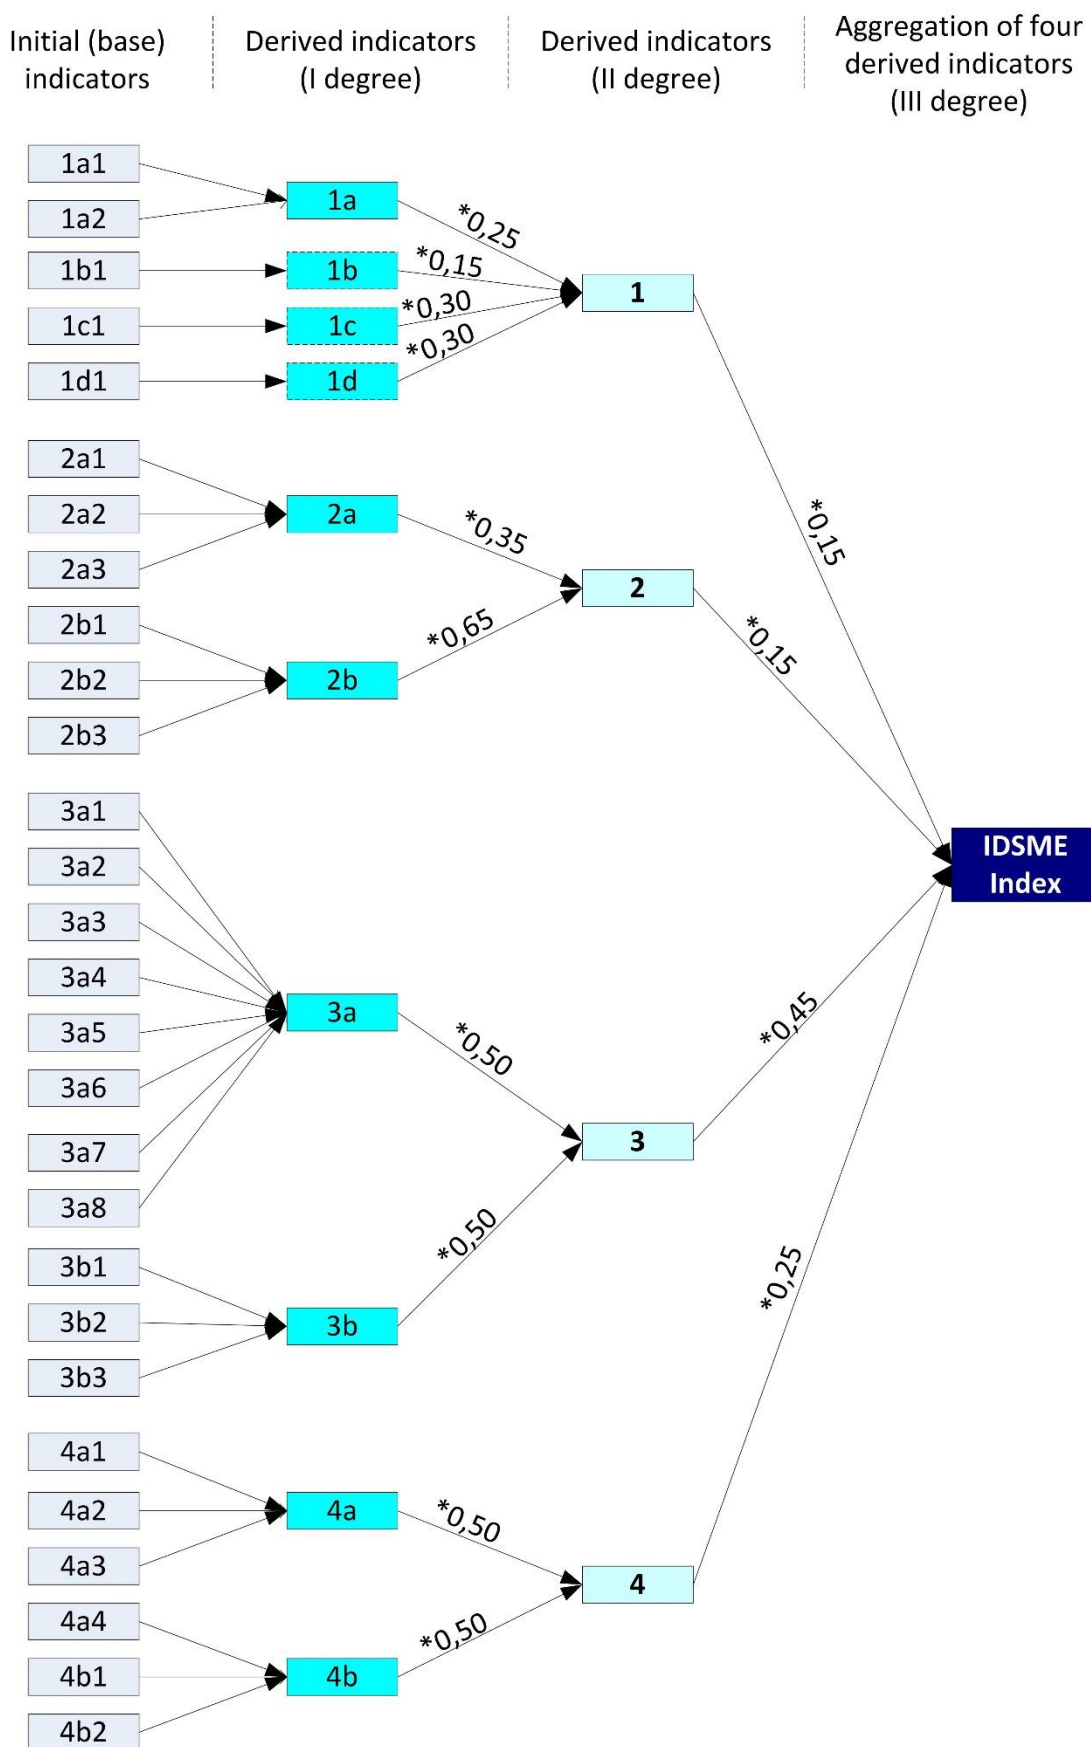 Initial (base)
indicators
Derived indicators
(I degree)
Derived indicators
(II degree)
Aggregation of four
derived indicators
(III degree)
1a1
1a2
1b1
1c1
1d1
1a
1b
1c
1d
*0,25
*0,15
*0,30
*0,30
1
*0,15
2a1
2a2
2a3
2b1
2b2
2b3
2a
2b
*0,35
*0,65
2
*0,15
3a1
3a2
3a3
3a4
3a5
3a6
3a7
3a8
3b1
3b2
3b3
3a
3b
*0,50
*0,50
3
*0,45
4a1
4a2
4a3
4a4
4b1
4b2
4a
4b
*0,50
*0,50
4
*0,25
IDSME
Index